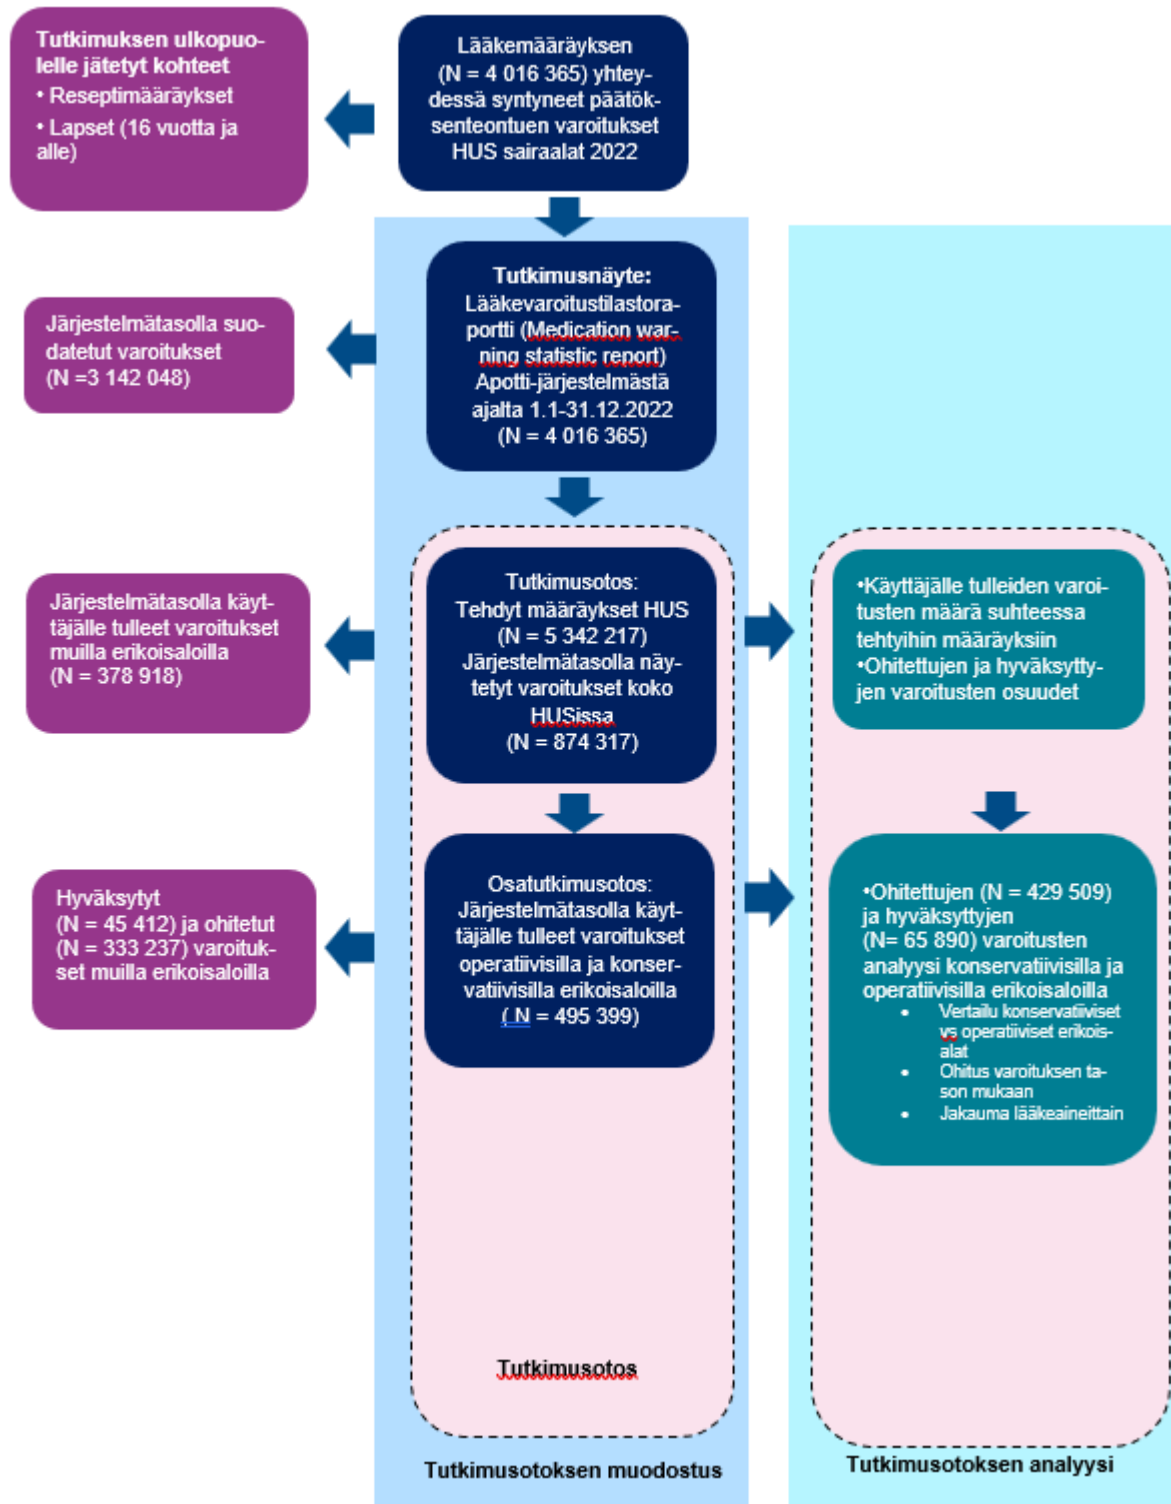 Tutkimuksen ulkopuo-
lelle jätetyt kohteet
• Reseptimääräykset
• Lapset (16 vuotta ja
alle)
Lääkemääräyksen
(N = 4 016 365) yhtey-
dessä syntyneet päätök-
senteontuen varoitukset
HUS sairaalat 2022
Järjestelmätasolla suo-
datetut varoitukset
(N =3 142 048)
Tutkimusnäyte:
Lääkevaroitustilastora-
portti (Medication war-
ning statistic report)
Apotti-järjestelmästä
ajalta 1.1-31.12.2022
(N = 4 016 365)
Järjestelmätasolla käyt-
täjälle tulleet varoitukset
muilla erikoisaloilla
(N = 378 918)
Tutkimusotos:
Tehdyt määräykset HUS
(N = 5 342 217)
Järjestelmätasolla näy-
tetyt varoitukset koko
HUSissa
(N = 874 317)
•Käyttäjälle tulleiden varoi-
tusten määrä suhteessa
tehtyihin määräyksiin
•Ohitettujen ja hyväksytty-
jen varoitusten osuudet
Hyväksytyt
(N = 45 412) ja ohitetut
(N = 333 237) varoituk-
set muilla erikoisaloilla
Osatutkimusotos:
Järjestelmätasolla käyt-
täjälle tulleet varoitukset
operatiivisilla ja konser-
vatiivisilla erikoisaloilla
( N = 495 399)
•Ohitettujen (N = 429 509)
ja hyväksyttyjen
(N= 65 890) varoitusten
analyysi konservatiivisilla ja
operatiivisilla erikoisaloilla
• Vertailu konservatiiviset
vs operatiiviset erikois-
alat
• Ohitus varoituksen ta-
son mukaan
• Jakauma lääkeaineittain
Tutkimusotos
Tutkimusotoksen muodostus
Tutkimusotoksen analyysi